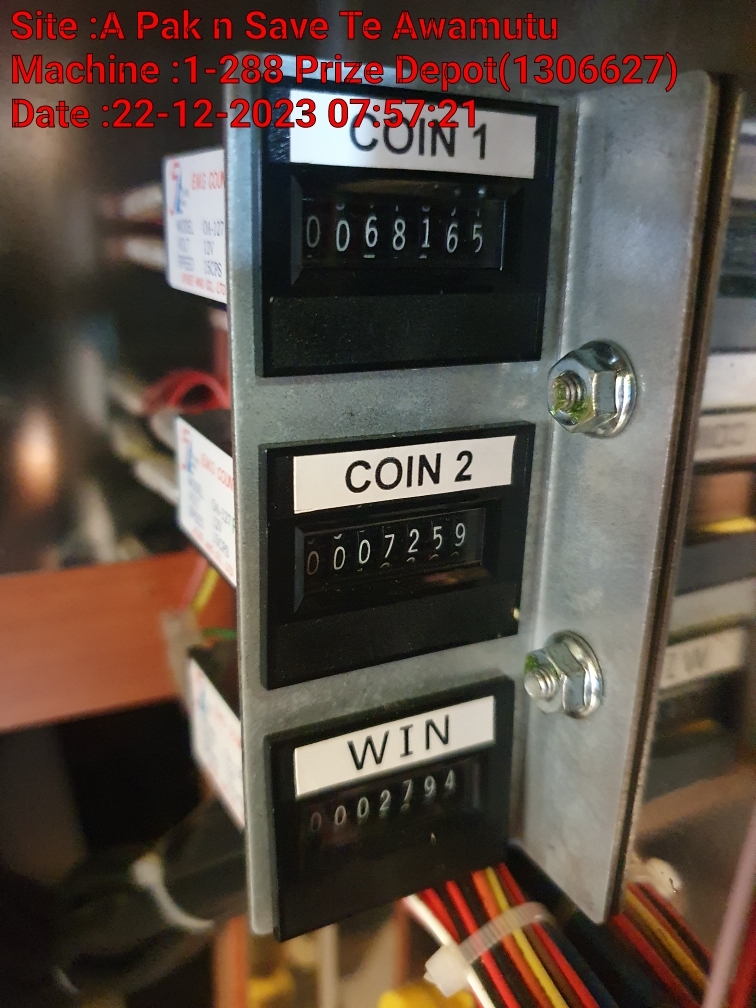 Site :A Pak n Save Te Awamutu
Machine :1-288 Prize Depot(1306627)
Date :22-12-2023 07:57:21
COIN 1
0068165
COIN 2
0007259
WIN
0002794